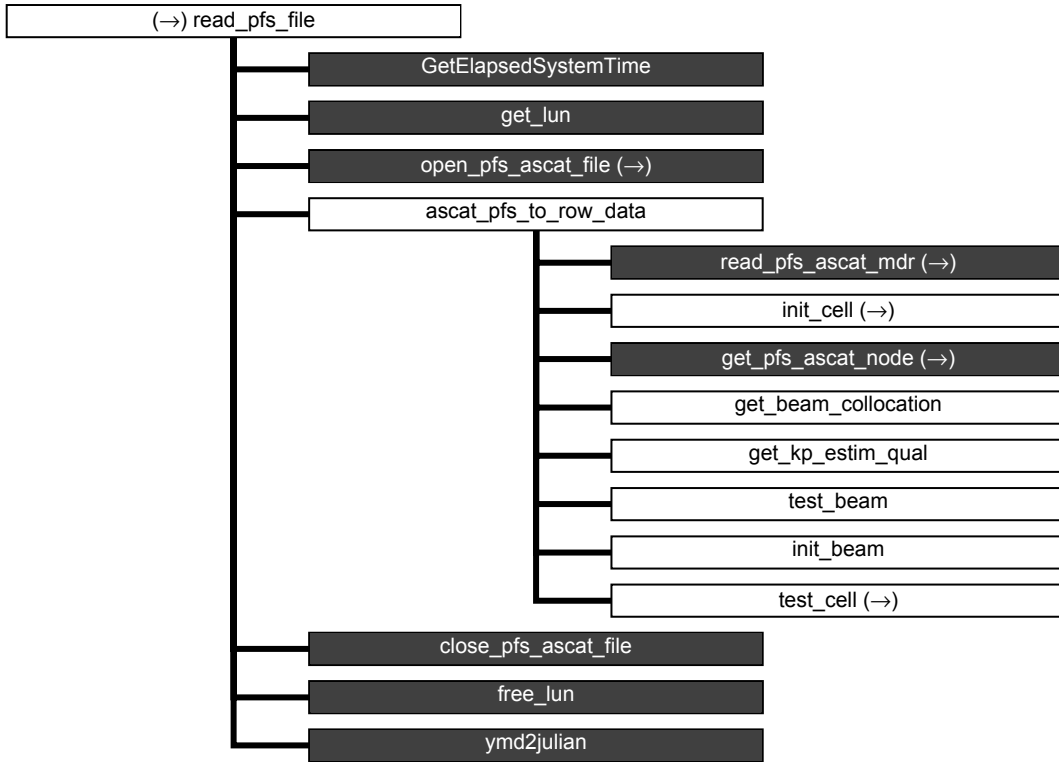 (→) read_pfs_file
GetElapsedSystemTime
get_lun
open_pfs_ascat_file (→)
ascat_pfs_to_row_data
read_pfs_ascat_mdr (→)
init_cell (→)
get_pfs_ascat_node (→)
get_beam_collocation
get_kp_estim_qual
test_beam
init_beam
test_cell (→)
close_pfs_ascat_file
free_lun
ymd2julian